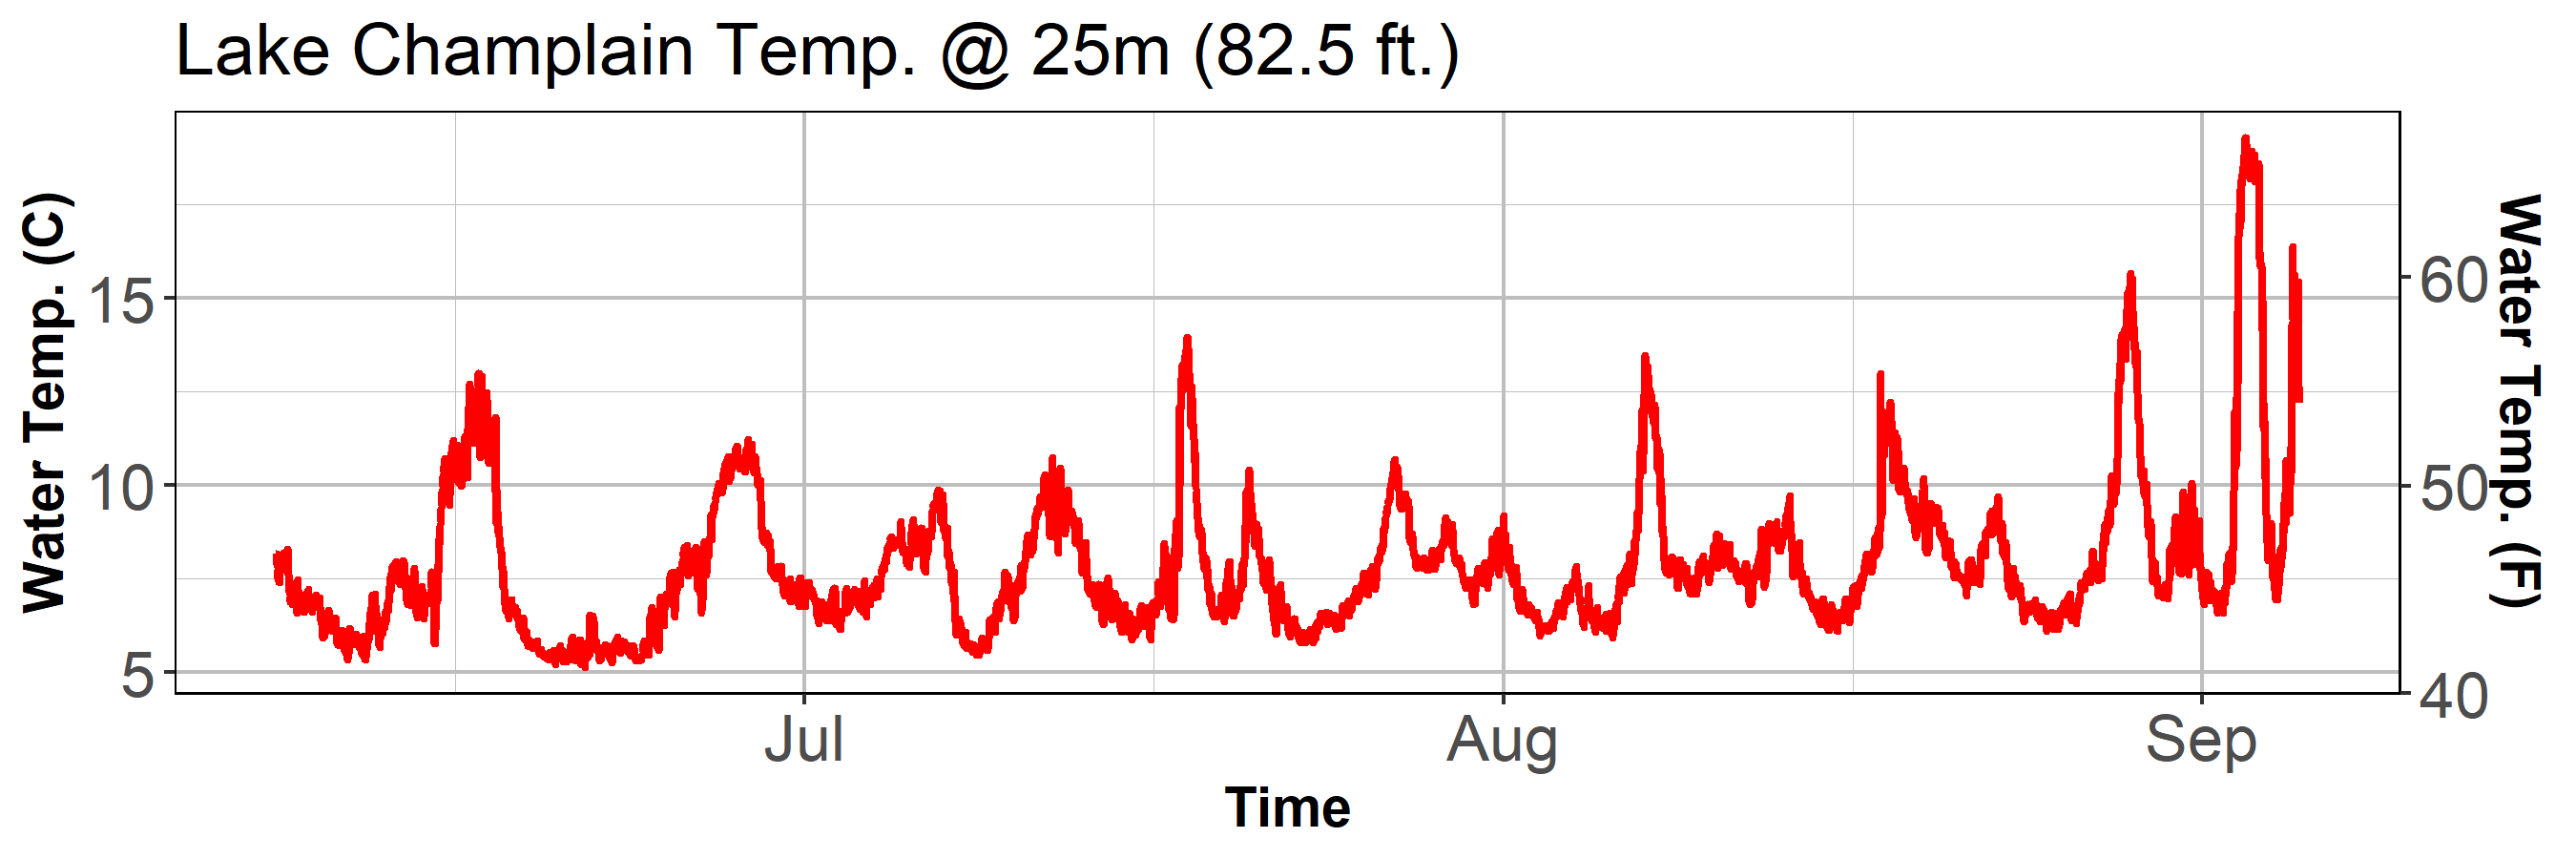 Lake Champlain Temp. @ 25m (82.5 ft.)
Water Temp. (C)
15
10
5
60
50
40
Water Temp. (F)
Jul
Aug
Sep
Time